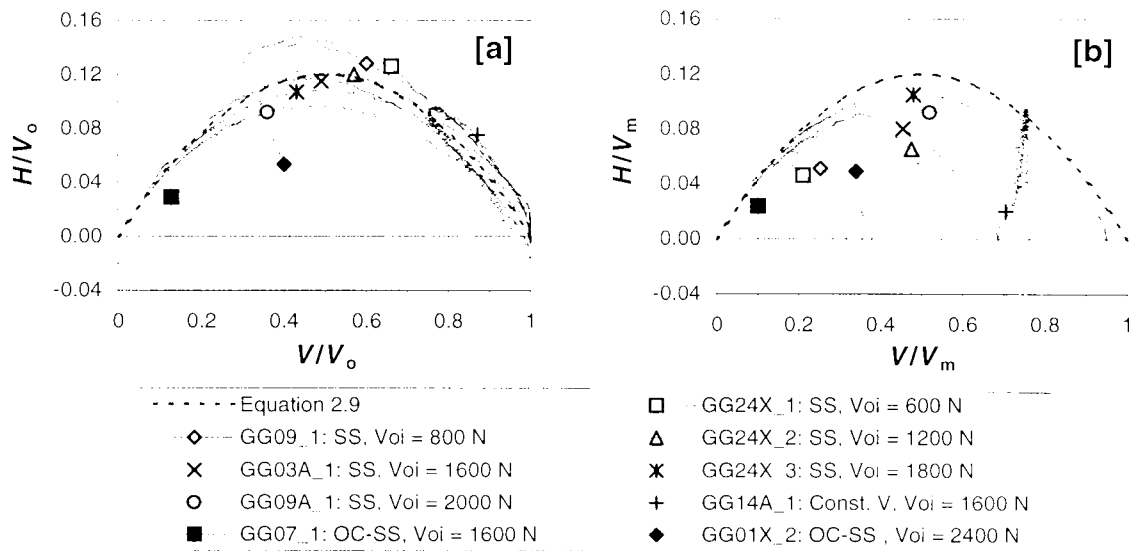 [a]
0.16
0.12
0.08
0.04
0.00
-0.04
H/Vo
0 0.2 0.4 0.6 0.8 1
V/Vo
[b]
0.16
0.12
0.08
0.04
0.00
-0.04
H/Vm
0 0.2 0.4 0.6 0.8 1
V/Vm
Equation 2.9
GG09_1: SS, Voi = 800 N
GG03A_1: SS, Voi = 1600 N
GG09A_1: SS, Voi = 2000 N
GG07_1: OC-SS, Voi = 1600 N
GG24X_1: SS, Voi = 600 N
GG24X_2: SS, Voi = 1200 N
GG24X_3: SS, Voi = 1800 N
GG14A_1: Const. V, Voi = 1600 N
GG01X_2: OC-SS , Voi = 2400 N